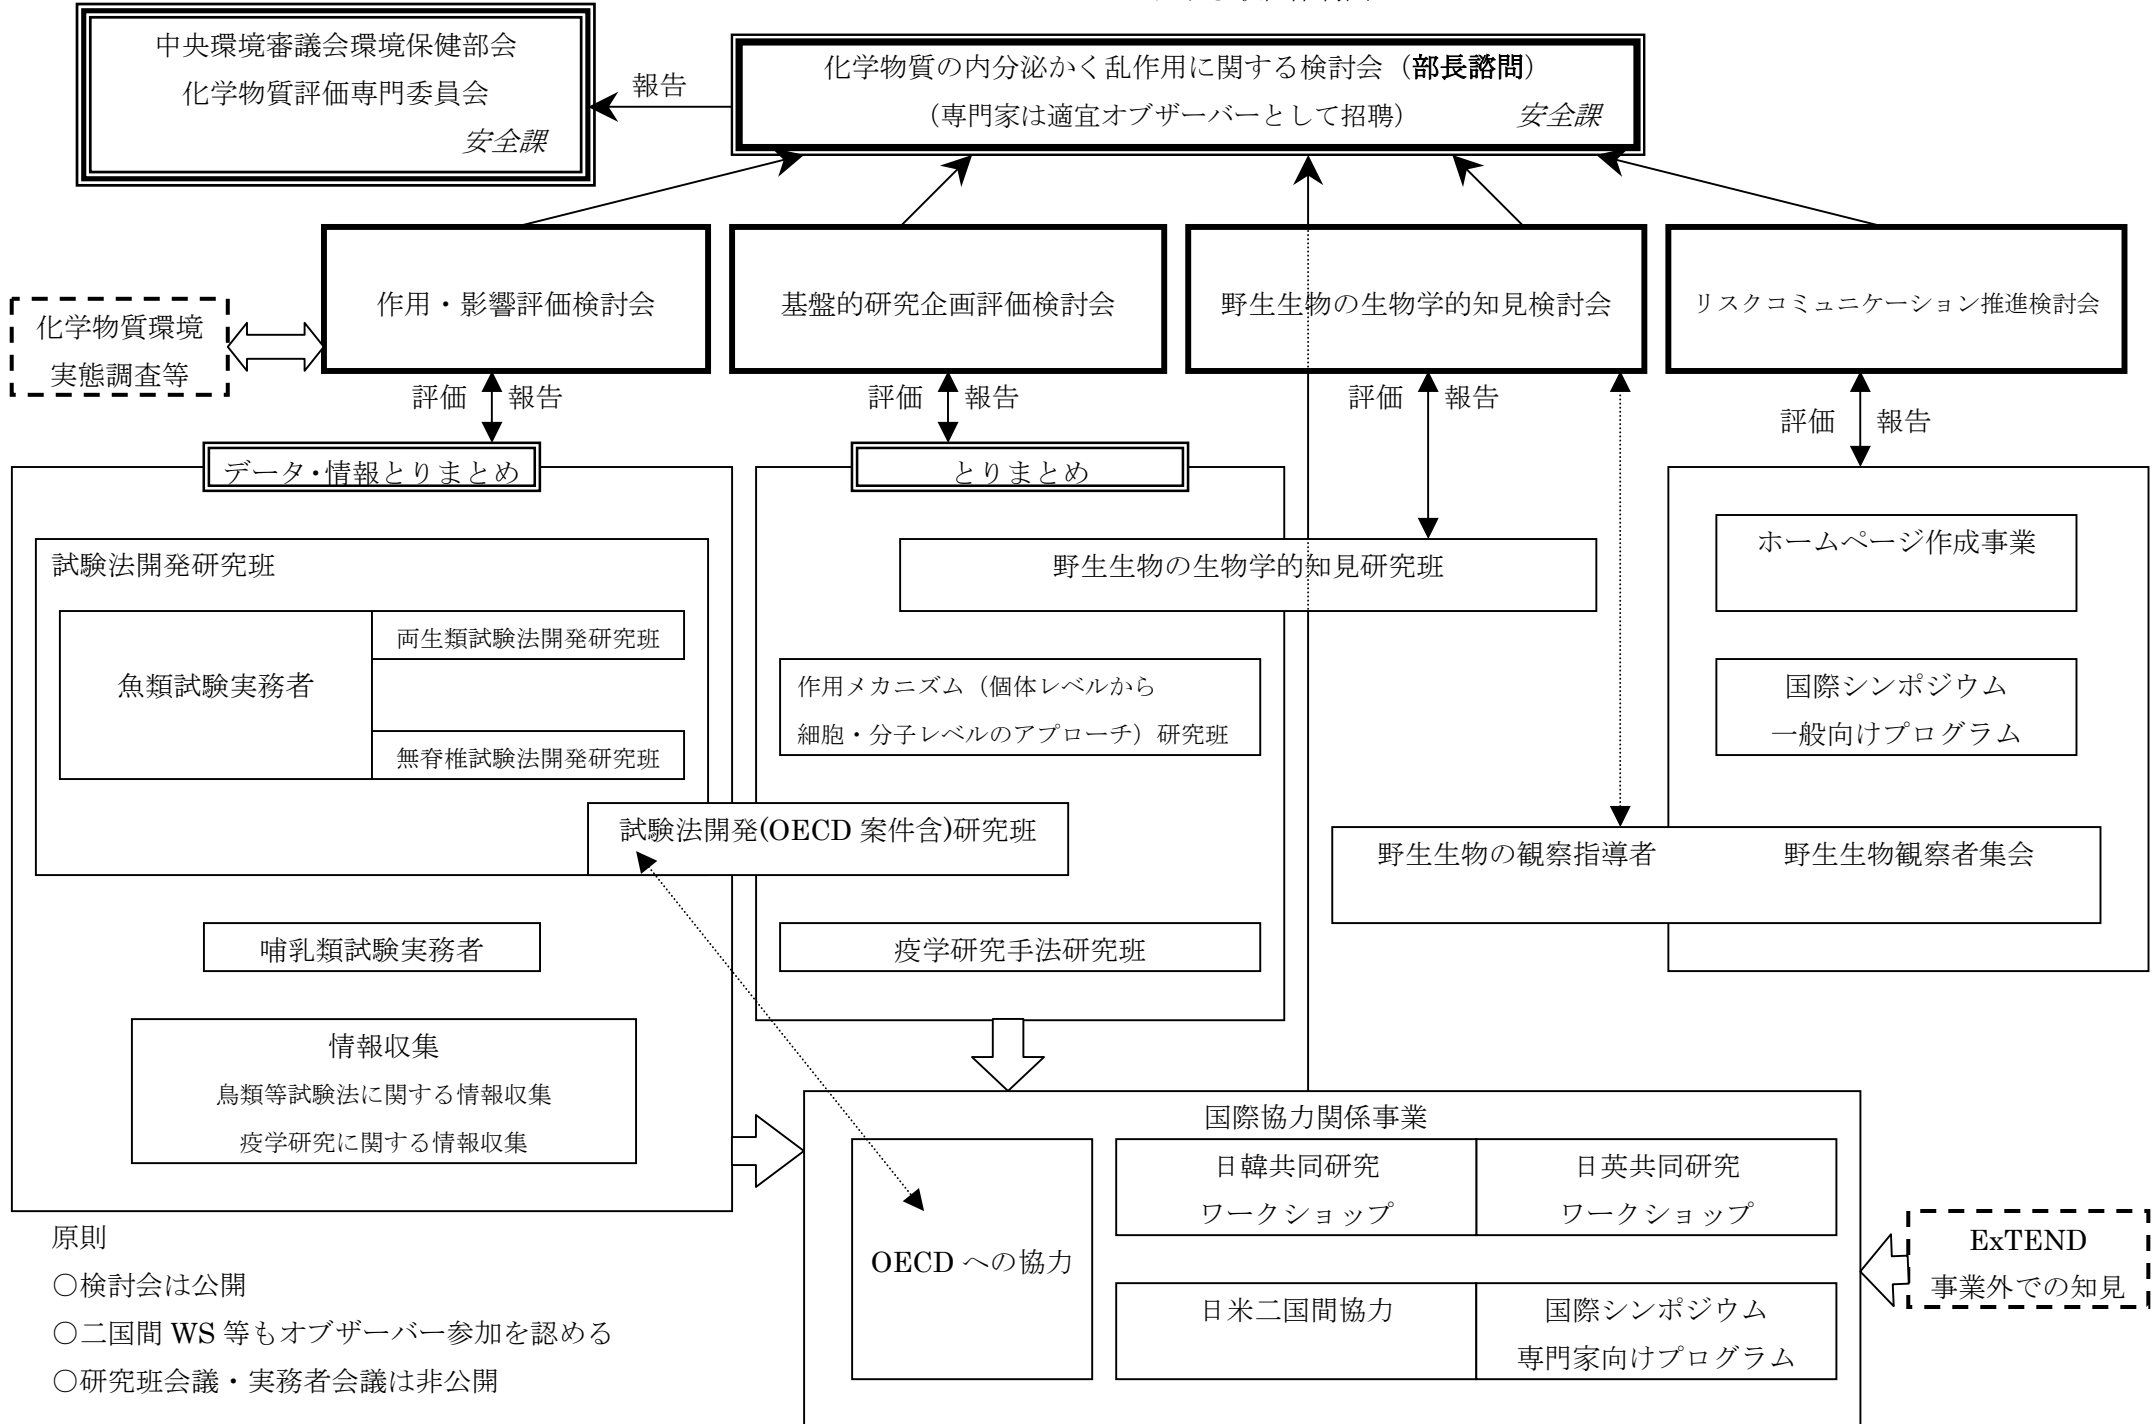 中央環境審議会環境保健部会
化学物質評価専門委員会
安全課
報告
化学物質の内分泌かく乱作用に関する検討会（部長諮問）
（専門家は適宜オブザーバーとして招聘） 安全課
化学物質環境
実態調査等
作用・影響評価検討会
基盤的研究企画評価検討会
野生生物の生物学的知見検討会
リスクコミュニケーション推進検討会
評価 報告
評価 報告
評価 報告
評価 報告
データ・情報とりまとめ
試験法開発研究班
魚類試験実務者
両生類試験法開発研究班
無脊椎試験法開発研究班
試験法開発(OECD 案件含)研究班
哺乳類試験実務者
情報収集
鳥類等試験法に関する情報収集
疫学研究に関する情報収集
とりまとめ
野生生物の生物学的知見研究班
作用メカニズム（個体レベルから
細胞・分子レベルのアプローチ）研究班
疫学研究手法研究班
ホームページ作成事業
国際シンポジウム
一般向けプログラム
野生生物の観察指導者 野生生物観察者集会
国際協力関係事業
OECD への協力
日韓共同研究
ワークショップ
日英共同研究
ワークショップ
日米二国間協力
国際シンポジウム
専門家向けプログラム
ExTEND
事業外での知見
原則
○検討会は公開
○二国間 WS 等もオブザーバー参加を認める
○研究班会議・実務者会議は非公開